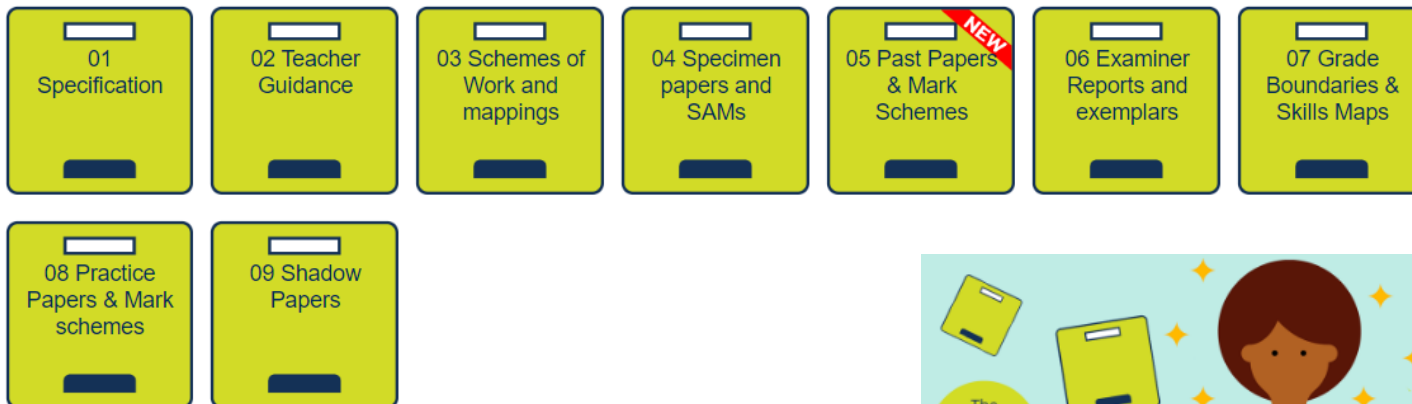 01
Specification
02 Teacher
Guidance
03 Schemes of
Work and
mappings
04 Specimen
papers and
SAMs
NEW
05 Past Papers
& Mark
Schemes
06 Examiner
Reports and
exemplars
07 Grade
Boundaries &
Skills Maps
08 Practice
Papers & Mark
schemes
09 Shadow
Papers
The